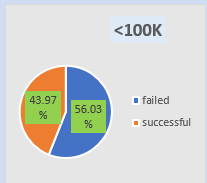 <100K
43.97
%
56.03
%
failed
successful